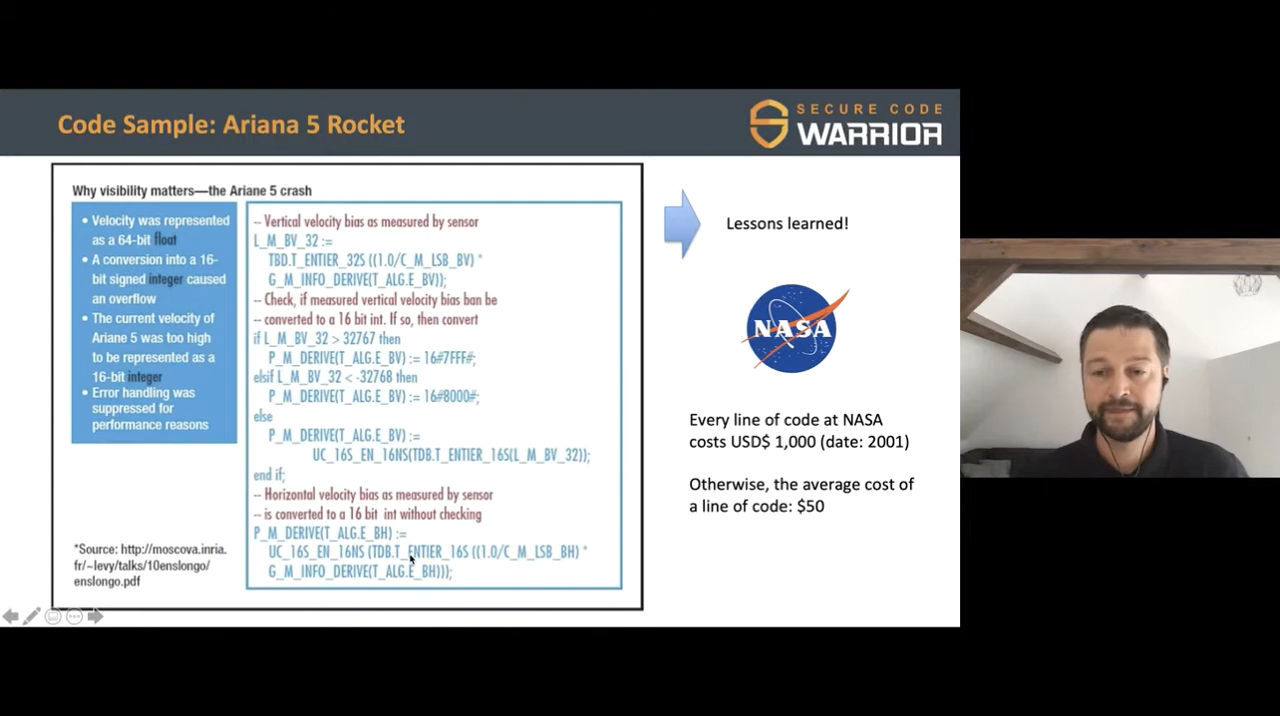 Code Sample: Ariana 5 Rocket
SECURE CODE
WARRIOR
Why visibility matters—the Ariane 5 crash
• Velocity was represented
as a 64-bit float
• A conversion into a 16-
bit signed integer caused
an overflow
• The current velocity of
Ariane 5 was too high
to be represented as a
16-bit integer
• Error handling was
suppressed for
performance reasons
*Source: http://moscova.inria.
fr/~levy/talks/10enslongo/
enslongo.pdf
-- Vertical velocity bias as measured by sensor
L_M_BV_32 :=
TBD.T_ENTIER_32S ((1.0/C_M_LSB_BV) *
G_M_INFO_DERIVE(T_ALG.E_BV));
-- Check, if measured vertical velocity bias ban be
-- converted to a 16 bit int. If so, then convert
if L_M_BV_32 > 32767 then
P_M_DERIVE(T_ALG.E_BV) := 16#7FFF#;
elsif L_M_BV_32 < -32768 then
P_M_DERIVE(T_ALG.E_BV) := 16#8000#;
else
P_M_DERIVE(T_ALG.E_BV) :=
UC_16S_EN_16NS(TDB.T_ENTIER_16S(L_M_BV_32));
end if;
-- Horizontal velocity bias as measured by sensor
-- is converted to a 16 bit int without checking
P_M_DERIVE(T_ALG.E_BH) :=
UC_16S_EN_16NS (TDB.T_ENTIER_16S ((1.0/C_M_LSB_BH) *
G_M_INFO_DERIVE(T_ALG.E_BH)));
Lessons learned!
NASA
Every line of code at NASA
costs USD$ 1,000 (date: 2001)
Otherwise, the average cost of
a line of code: $50